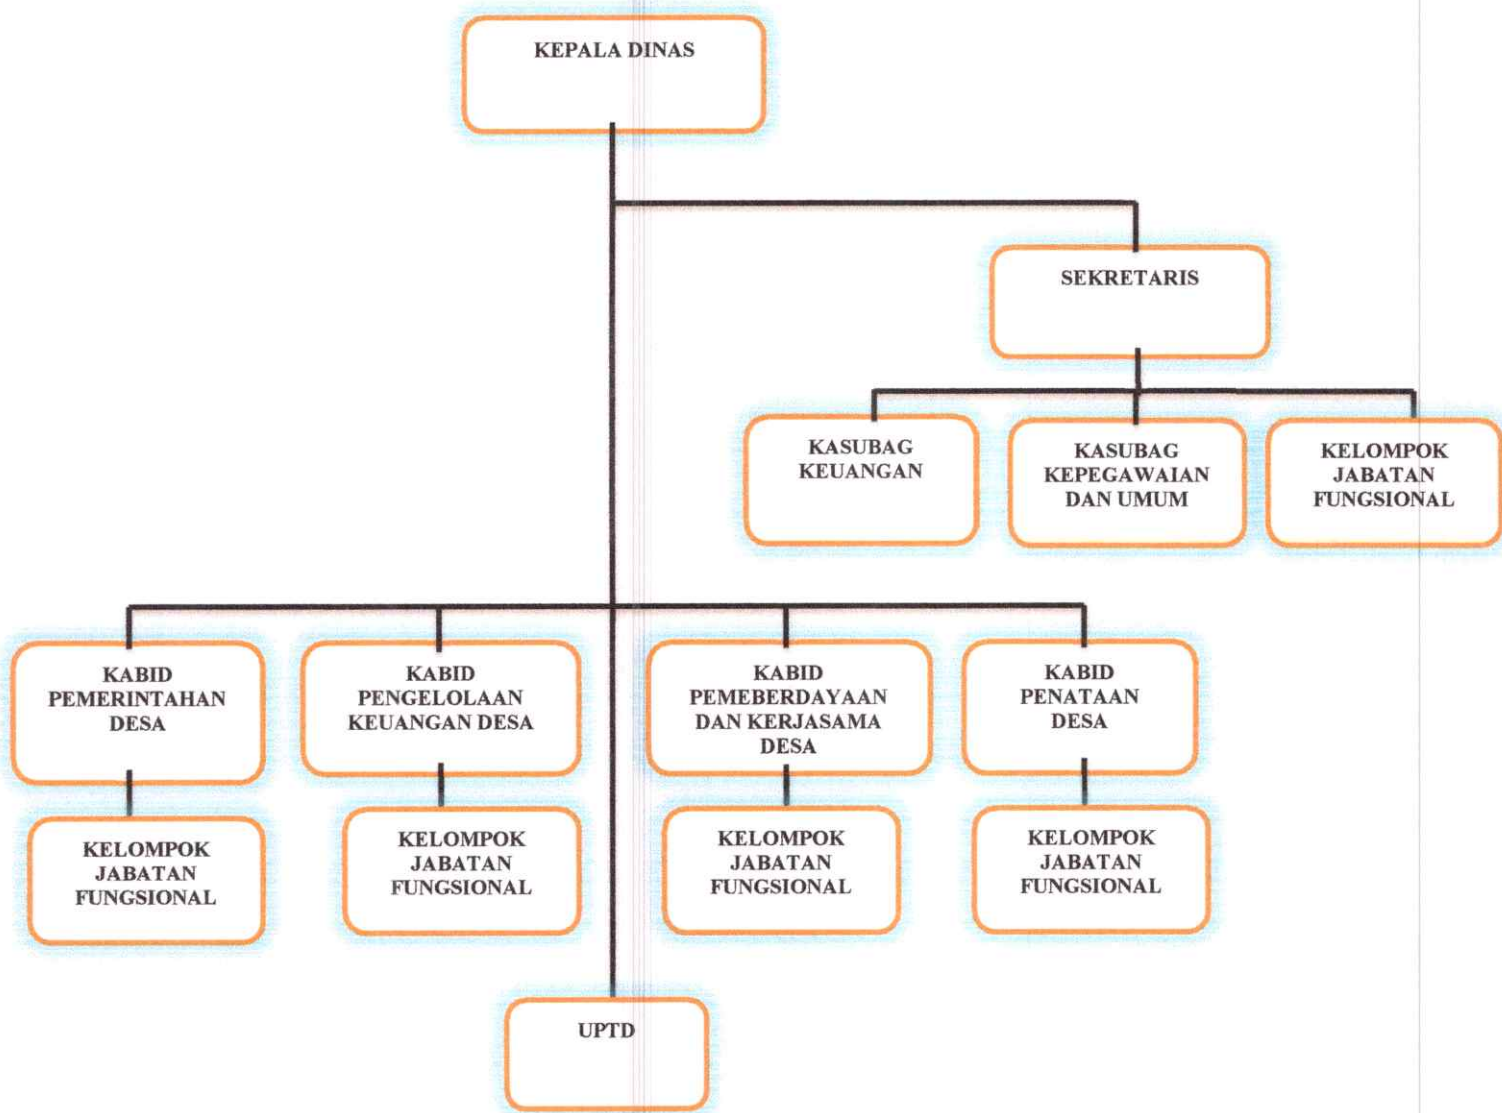 KEPALA DINAS
SEKRETARIS
KASUBAG
KEUANGAN
KASUBAG
KEPEGAWAIAN
DAN UMUM
KELOMPOK
JABATAN
FUNGSIONAL
KABID
PEMERINTAHAN
DESA
KABID
PENGELOLAAN
KEUANGAN DESA
KABID
PEMEBERDAYAAN
DAN KERJASAMA
DESA
KABID
PENATAAN
DESA
KELOMPOK
JABATAN
FUNGSIONAL
KELOMPOK
JABATAN
FUNGSIONAL
KELOMPOK
JABATAN
FUNGSIONAL
KELOMPOK
JABATAN
FUNGSIONAL
UPTD